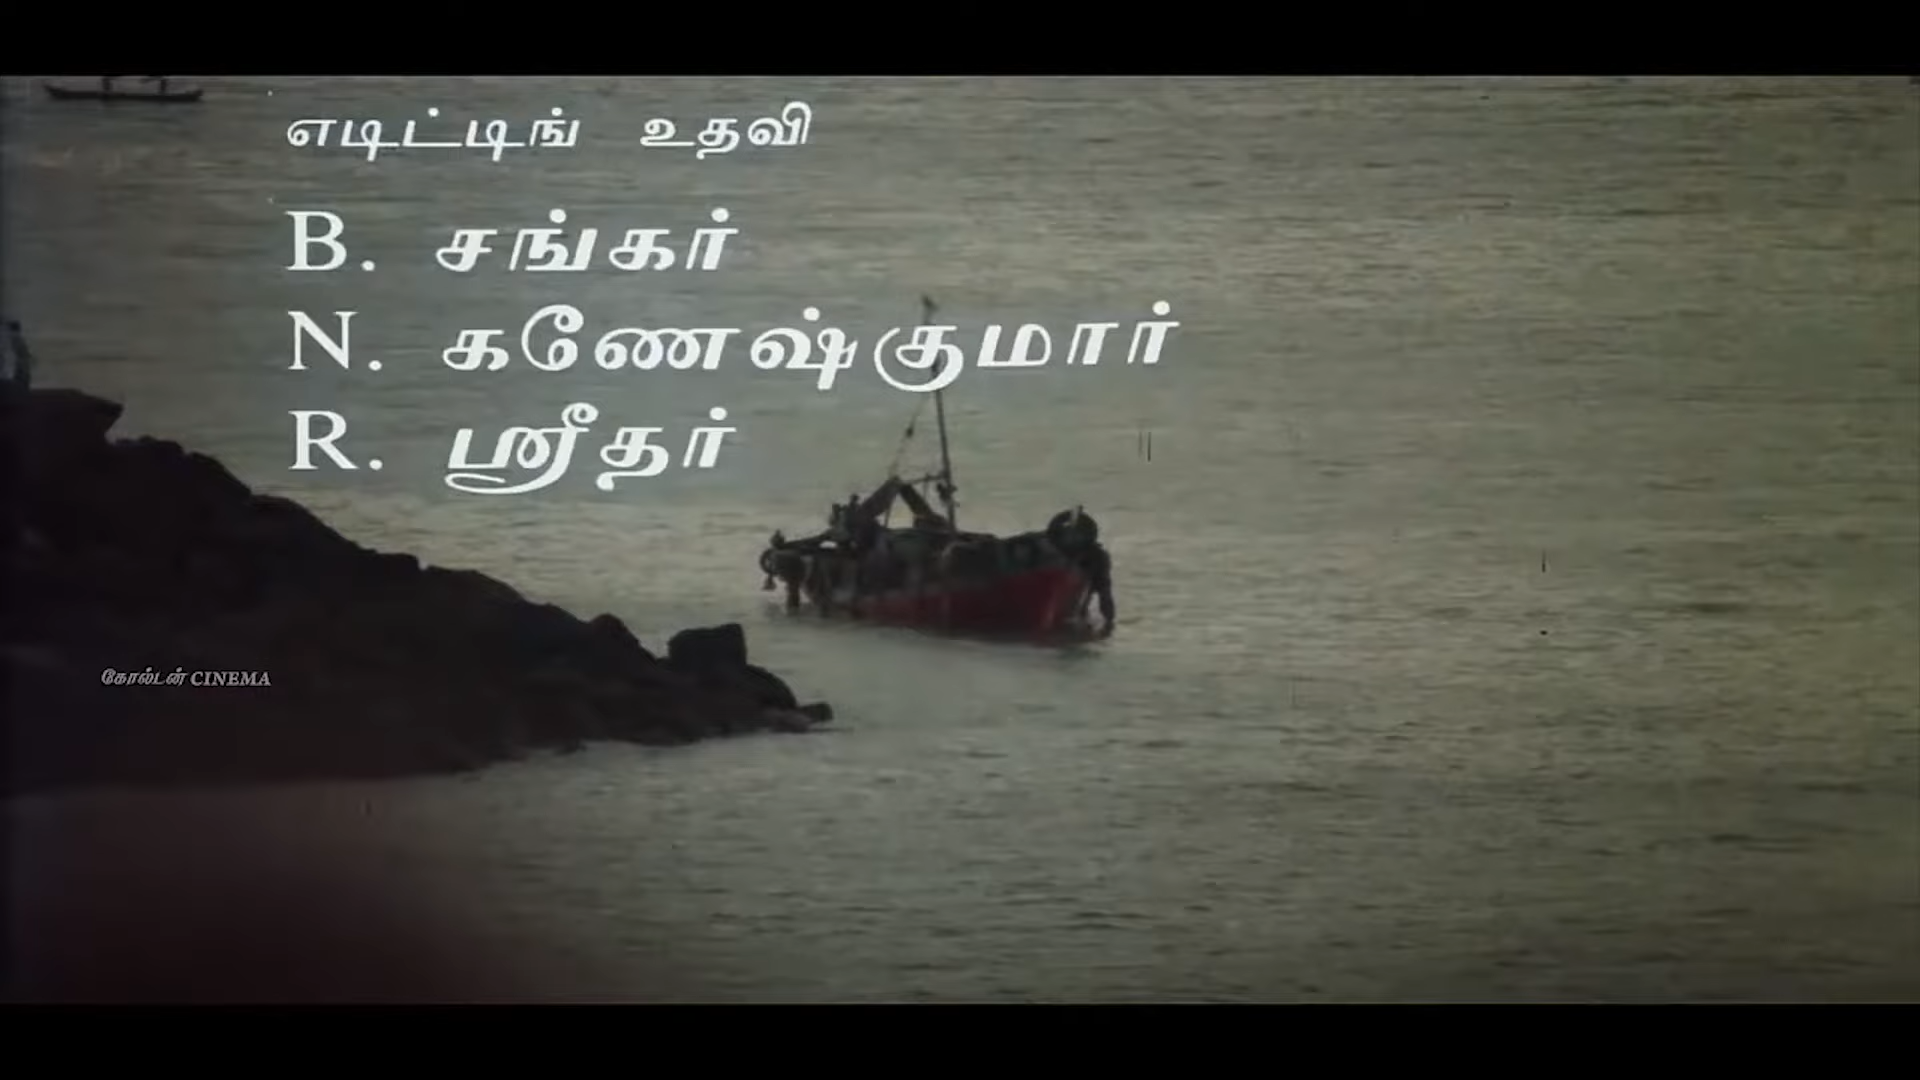 எடிட்டிங் உதவி
B. சங்கர்
N. கணேஷ்குமார்
R. ஸ்ரீதர்
கோல்டன் CINEMA